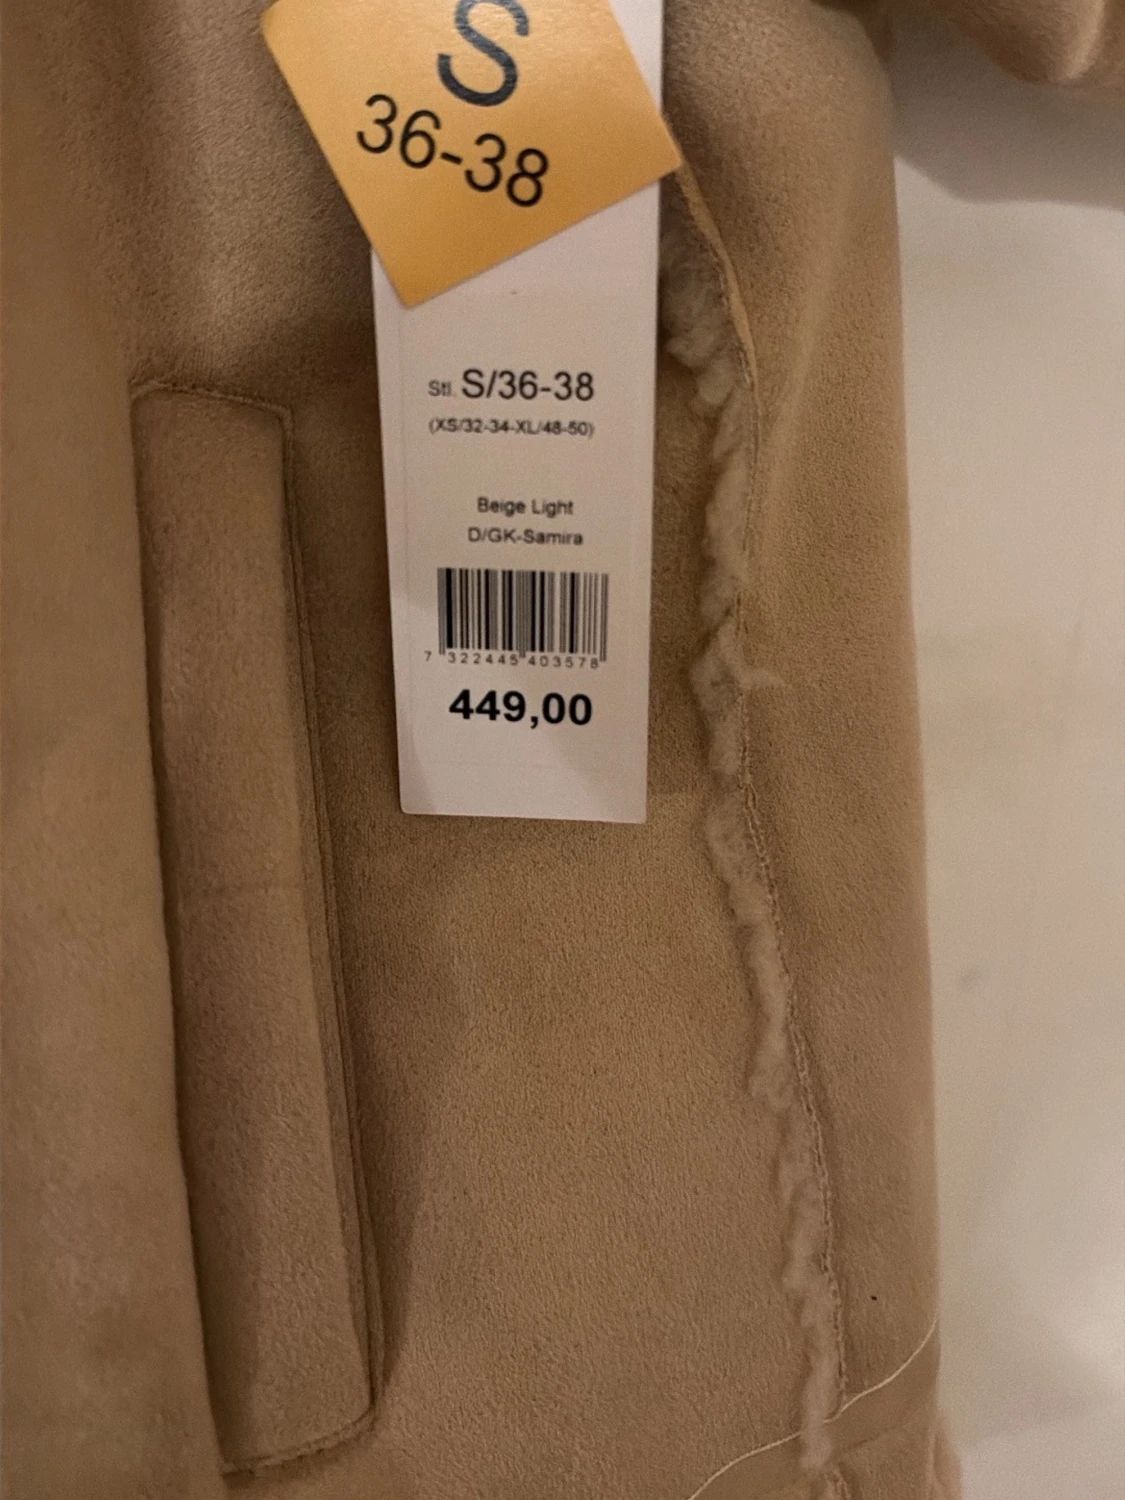 S
36-38
Stl. S/36-38
(XS/32-34-XL/48-50)
Beige Light
D/GK-Samira
7 322445 403578
449,00